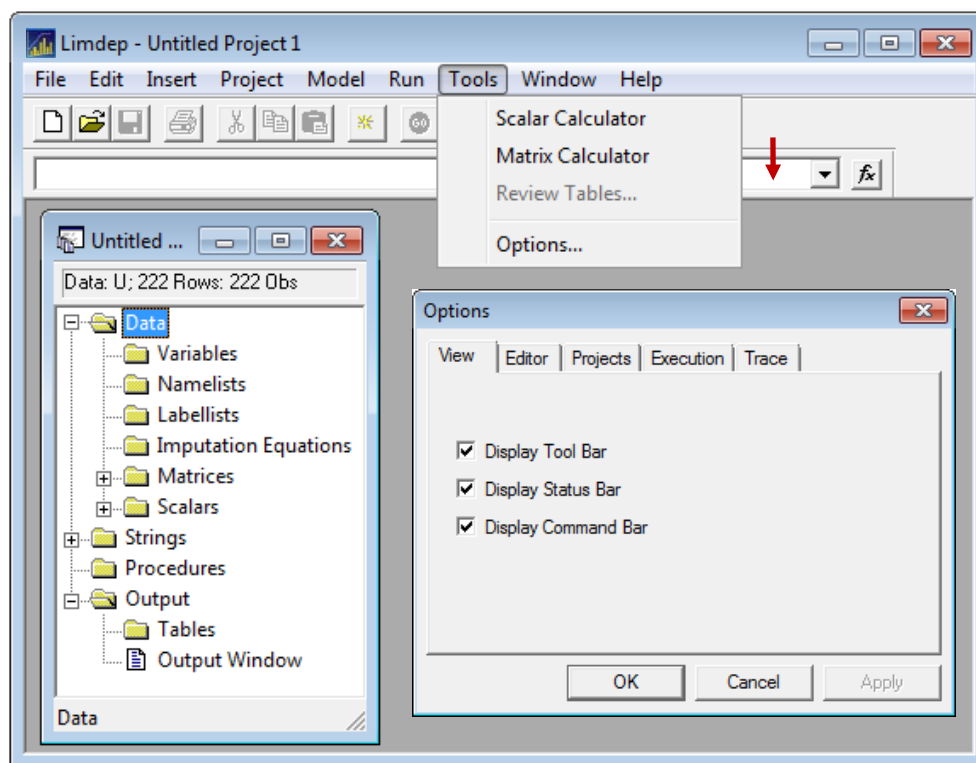 Limdep - Untitled Project 1
File Edit Insert Project Model Run Tools Window Help
GO
fx
Scalar Calculator
Matrix Calculator
Review Tables...
Options...
Untitled ...
Data: U; 222 Rows: 222 Obs
Data
Variables
Namelists
Labellists
Imputation Equations
Matrices
Scalars
Strings
Procedures
Output
Tables
Output Window
Data
Options
View Editor Projects Execution Trace
Display Tool Bar
Display Status Bar
Display Command Bar
OK Cancel Apply